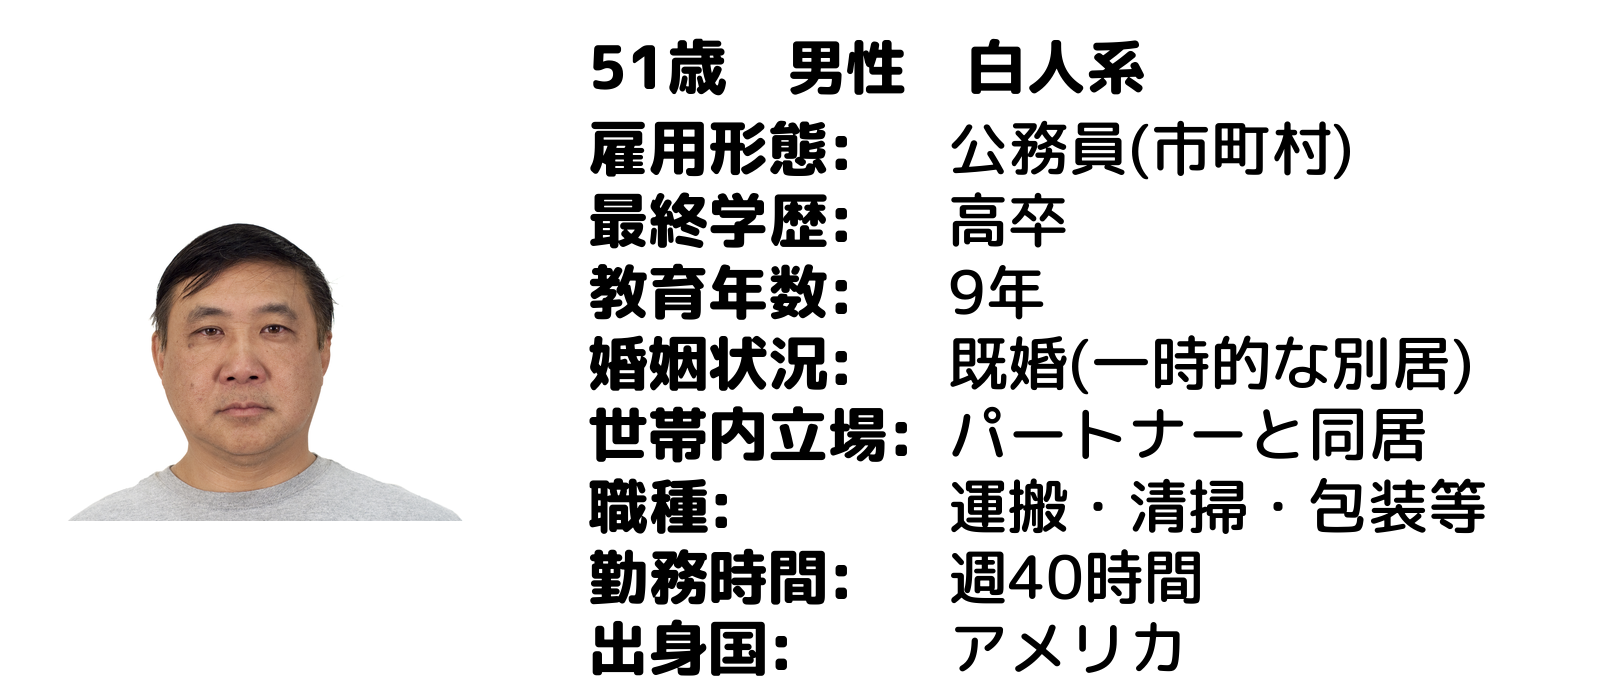 51歳　男性　白人系
雇用形態:　公務員(市町村)
最終学歴:　高卒
教育年数:　9年
婚姻状況:　既婚(一時的な別居)
世帯内立場:　パートナーと同居
職種:　運搬・清掃・包装等
勤務時間:　週40時間
出身国:　アメリカ